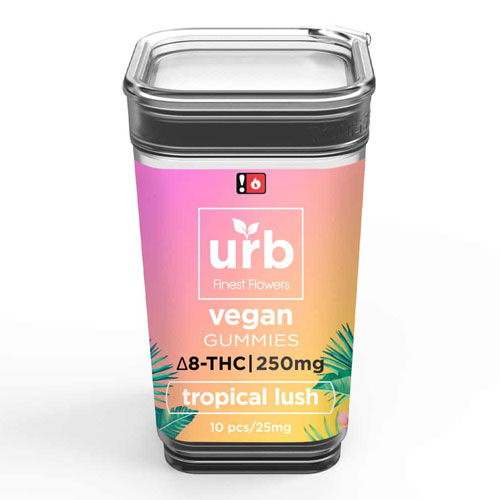 urb
Finest Flowers
vegan
GUMMIES
Δ8-THC|250mg
tropical lush
10 pcs/25mg